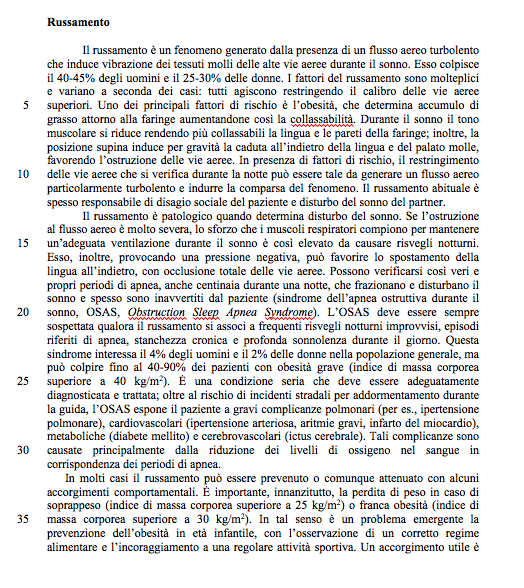 Russamento
Il russamento è un fenomeno generato dalla presenza di un flusso aereo turbolento
che induce vibrazione dei tessuti molli delle alte vie aeree durante il sonno. Esso colpisce
il 40-45% degli uomini e il 25-30% delle donne. I fattori del russamento sono molteplici
e variano a seconda dei casi: tutti agiscono restringendo il calibro delle vie aeree
5 superiori. Uno dei principali fattori di rischio è l'obesità, che determina accumulo di
grasso attorno alla faringe aumentandone così la collassabilità. Durante il sonno il tono
muscolare si riduce rendendo più collassabili la lingua e le pareti della faringe; inoltre, la
posizione supina induce per gravità la caduta all'indietro della lingua e del palato molle,
favorendo l'ostruzione delle vie aeree. In presenza di fattori di rischio, il restringimento
10 delle vie aeree che si verifica durante la notte può essere tale da generare un flusso aereo
particolarmente turbolento e indurre la comparsa del fenomeno. Il russamento abituale è
spesso responsabile di disagio sociale del paziente e disturbo del sonno del partner.
Il russamento è patologico quando determina disturbo del sonno. Se l'ostruzione
al flusso aereo è molto severa, lo sforzo che i muscoli respiratori compiono per mantenere
15 un'adeguata ventilazione durante il sonno è così elevato da causare risvegli notturni.
Esso, inoltre, provocando una pressione negativa, può favorire lo spostamento della
lingua all'indietro, con occlusione totale delle vie aeree. Possono verificarsi così veri e
propri periodi di apnea, anche centinaia durante una notte, che frazionano e disturbano il
sonno e spesso sono inavvertiti dal paziente (sindrome dell'apnea ostruttiva durante il
20 sonno, OSAS, Obstruction Sleep Apnea Syndrome). L'OSAS deve essere sempre
sospettata qualora il russamento si associ a frequenti risvegli notturni improvvisi, episodi
riferiti di apnea, stanchezza cronica e profonda sonnolenza durante il giorno. Questa
sindrome interessa il 4% degli uomini e il 2% delle donne nella popolazione generale, ma
può colpire fino al 40-90% dei pazienti con obesità grave (indice di massa corporea
25 superiore a 40 kg/m²). È una condizione seria che deve essere adeguatamente
diagnosticata e trattata; oltre al rischio di incidenti stradali per addormentamento durante
la guida, l'OSAS espone il paziente a gravi complicanze polmonari (per es., ipertensione
polmonare), cardiovascolari (ipertensione arteriosa, aritmie gravi, infarto del miocardio),
metaboliche (diabete mellito) e cerebrovascolari (ictus cerebrale). Tali complicanze sono
30 causate principalmente dalla riduzione dei livelli di ossigeno nel sangue in
corrispondenza dei periodi di apnea.
In molti casi il russamento può essere prevenuto o comunque attenuato con alcuni
accorgimenti comportamentali. È importante, innanzitutto, la perdita di peso in caso di
soprappeso (indice di massa corporea superiore a 25 kg/m²) o franca obesità (indice di
35 massa corporea superiore a 30 kg/m²). In tal senso è un problema emergente la
prevenzione dell'obesità in età infantile, con l'osservazione di un corretto regime
alimentare e l'incoraggiamento a una regolare attività sportiva. Un accorgimento utile è